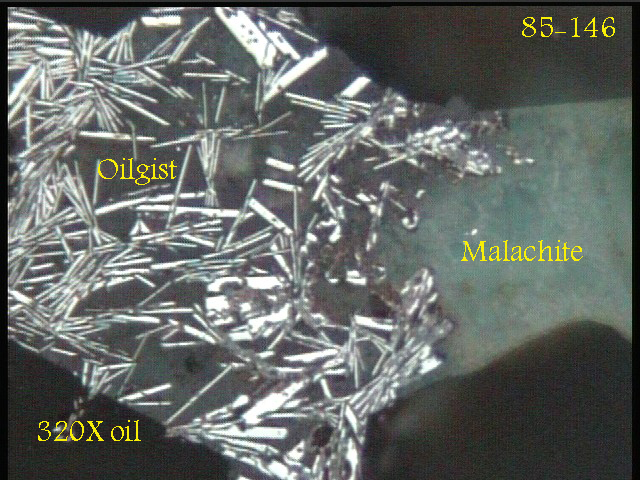 85-146
Oilgist
Malachite
320X oil